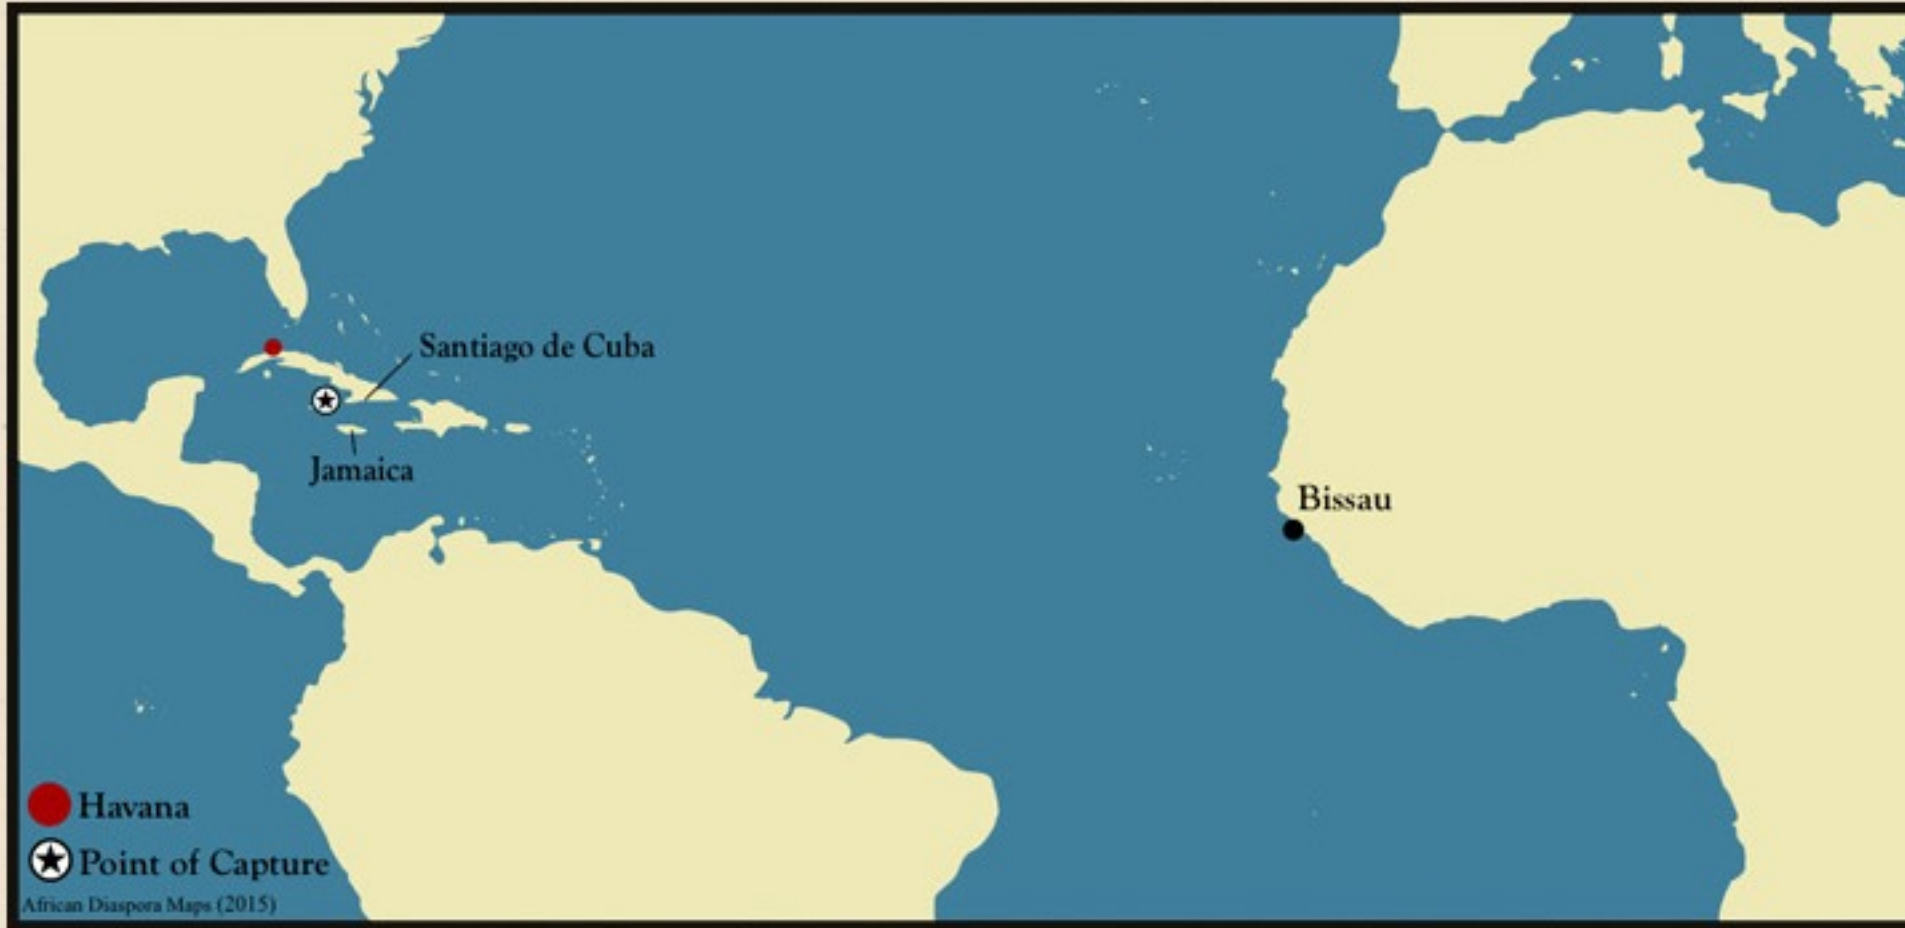 Santiago de Cuba
Jamaica
Bissau
Havana
Point of Capture
African Diaspora Maps (2015)